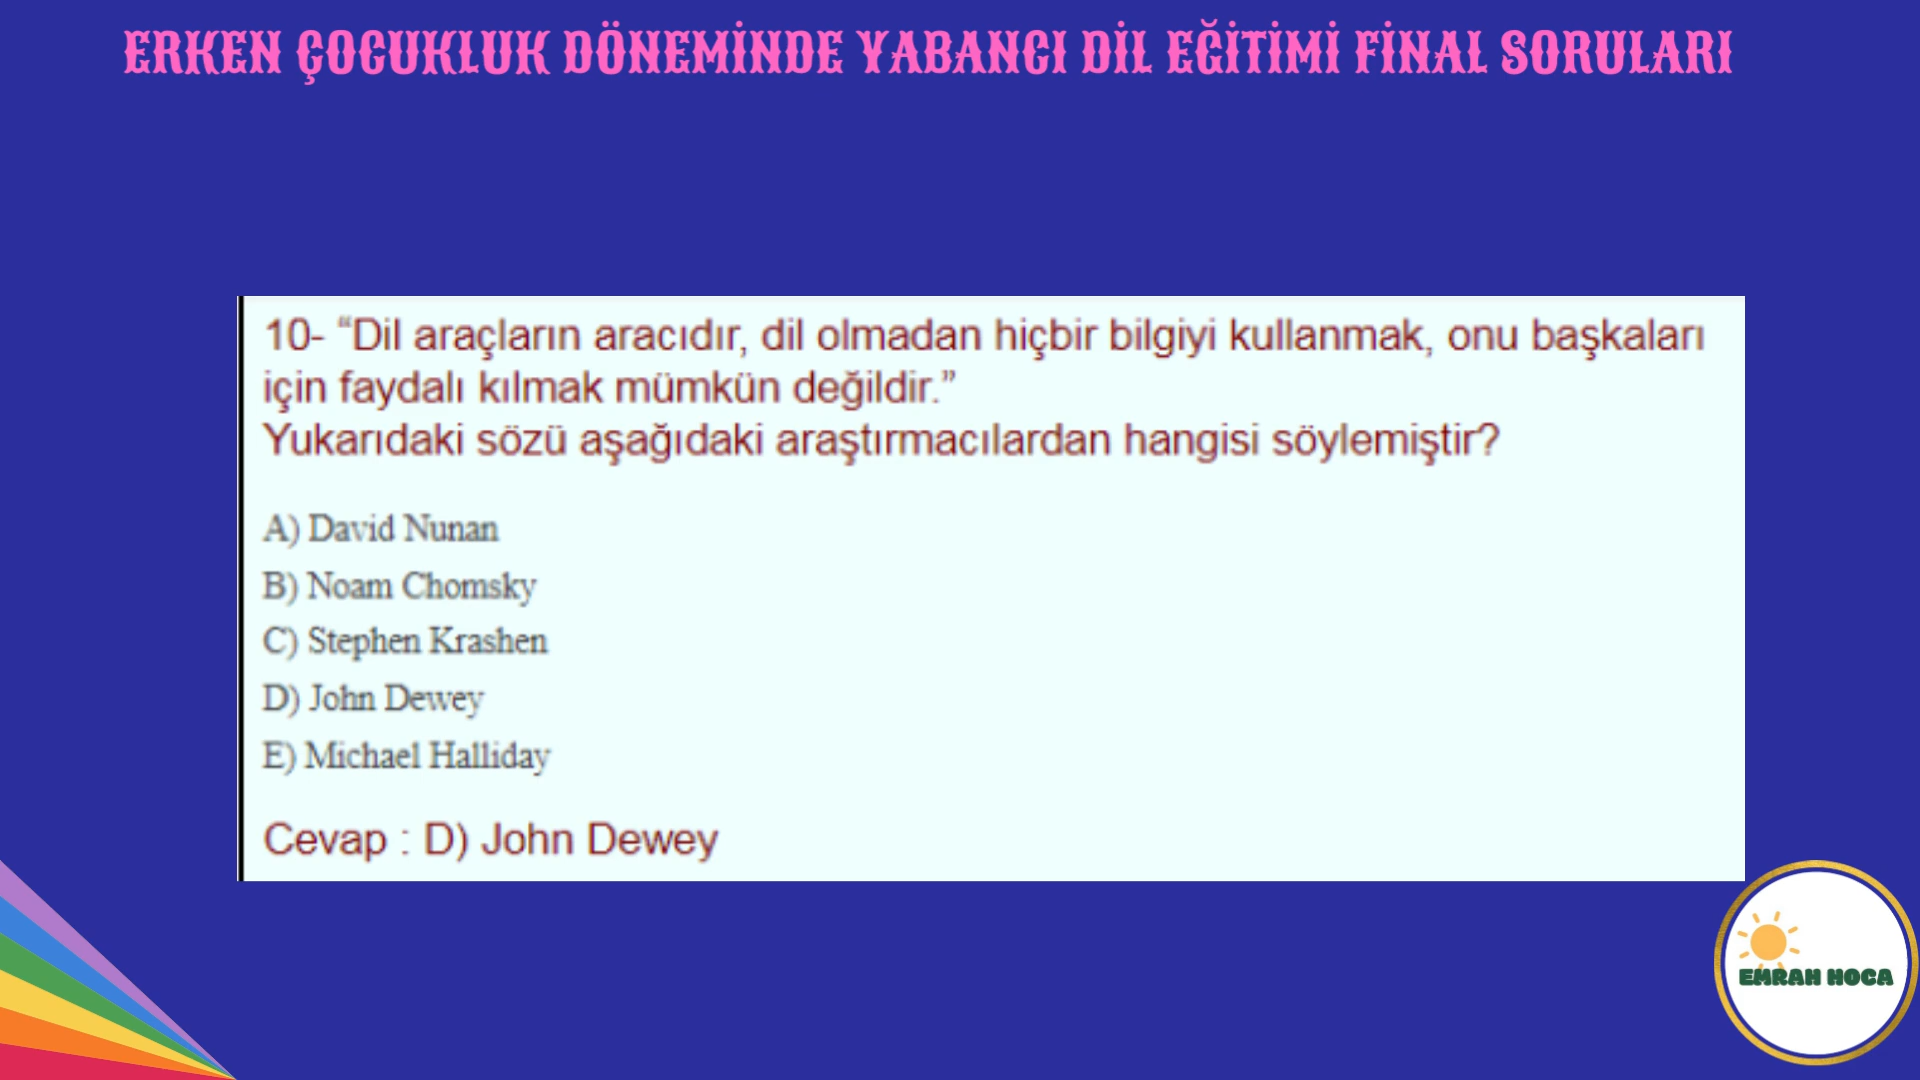 ERKEN ÇOCUKLUK DÖNEMİNDE YABANCI DİL EĞİTİMİ FİNAL SORULARI
10- “Dil araçların aracıdır, dil olmadan hiçbir bilgiyi kullanmak, onu başkaları
için faydalı kılmak mümkün değildir.”
Yukarıdaki sözü aşağıdaki araştırmacılardan hangisi söylemiştir?
A) David Nunan
B) Noam Chomsky
C) Stephen Krashen
D) John Dewey
E) Michael Halliday
Cevap : D) John Dewey
EMRAH HOCA